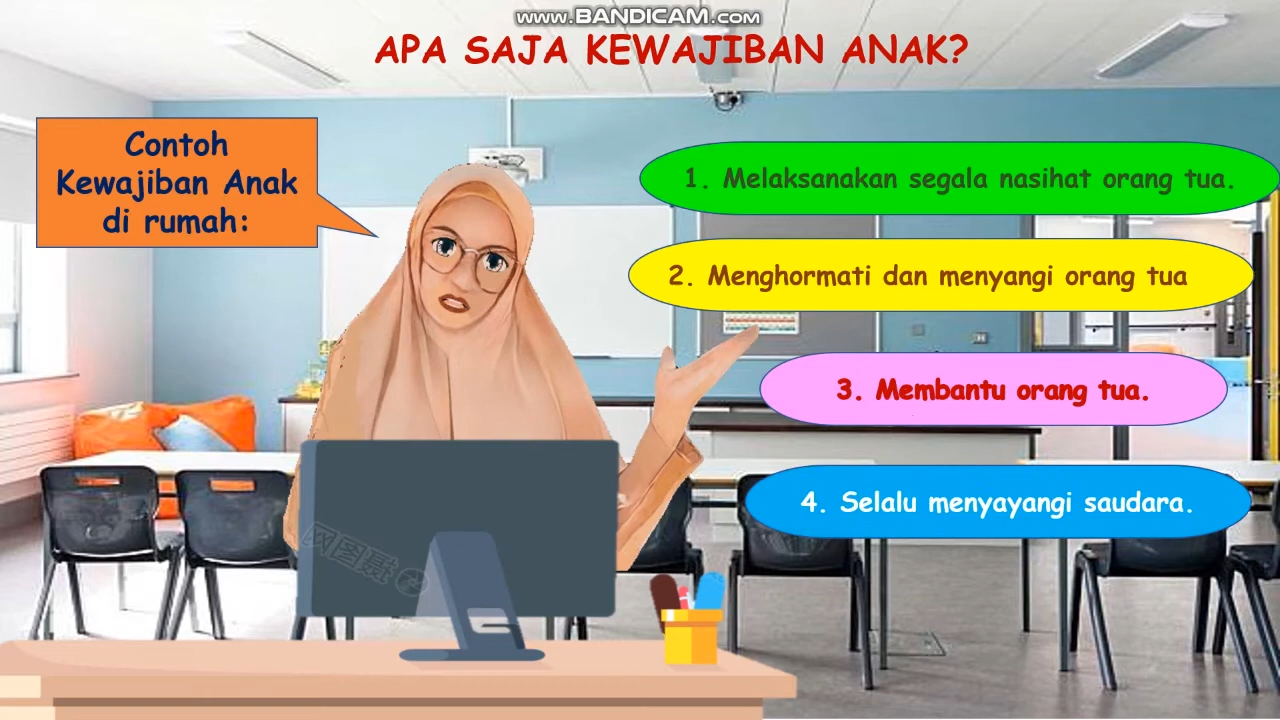 www.BANDICAM.com
APA SAJA KEWAJIBAN ANAK?
Contoh
Kewajiban Anak
di rumah:
1. Melaksanakan segala nasihat orang tua.
2. Menghormati dan menyangi orang tua
3. Membantu orang tua.
4. Selalu menyayangi saudara.